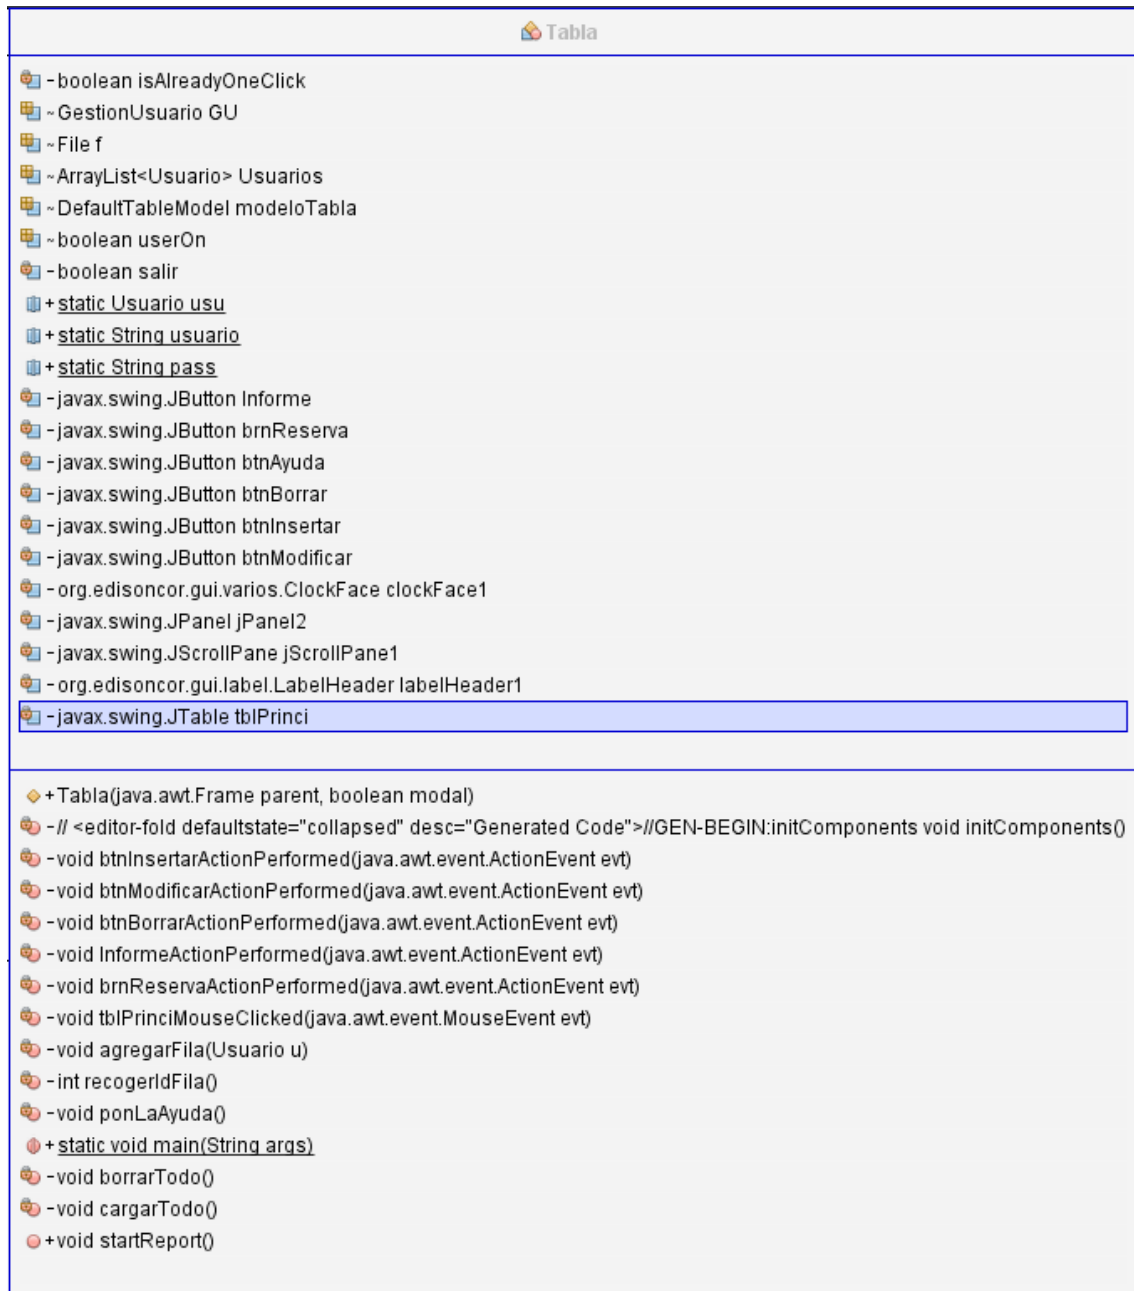 Tabla
-boolean isAlreadyOneClick
~GestionUsuario GU
~File f
~ArrayList<Usuario> Usuarios
~DefaultTableModel modeloTabla
~boolean userOn
-boolean salir
+static Usuario usu
+static String usuario
+static String pass
-javax.swing.JButton Informe
-javax.swing.JButton brnReserva
-javax.swing.JButton btnAyuda
-javax.swing.JButton btnBorrar
-javax.swing.JButton btnInsertar
-javax.swing.JButton btnModificar
-org.edisoncor.gui.varios.ClockFace clockFace1
-javax.swing.JPanel jPanel2
-javax.swing.JScrollPane jScrollPane1
-org.edisoncor.gui.label.LabelHeader labelHeader1
-javax.swing.JTable tblPrinci
+Tabla(java.awt.Frame parent, boolean modal)
-// <editor-fold defaultstate="collapsed" desc="Generated Code">//GEN-BEGIN:initComponents void initComponents()
-void btnInsertarActionPerformed(java.awt.event.ActionEvent evt)
-void btnModificarActionPerformed(java.awt.event.ActionEvent evt)
-void btnBorrarActionPerformed(java.awt.event.ActionEvent evt)
-void InformeActionPerformed(java.awt.event.ActionEvent evt)
-void brnReservaActionPerformed(java.awt.event.ActionEvent evt)
-void tblPrinciMouseClicked(java.awt.event.MouseEvent evt)
-void agregarFila(Usuario u)
-int recogerIdFila()
-void ponLaAyuda()
+static void main(String args)
-void borrarTodo()
-void cargarTodo()
+void startReport()